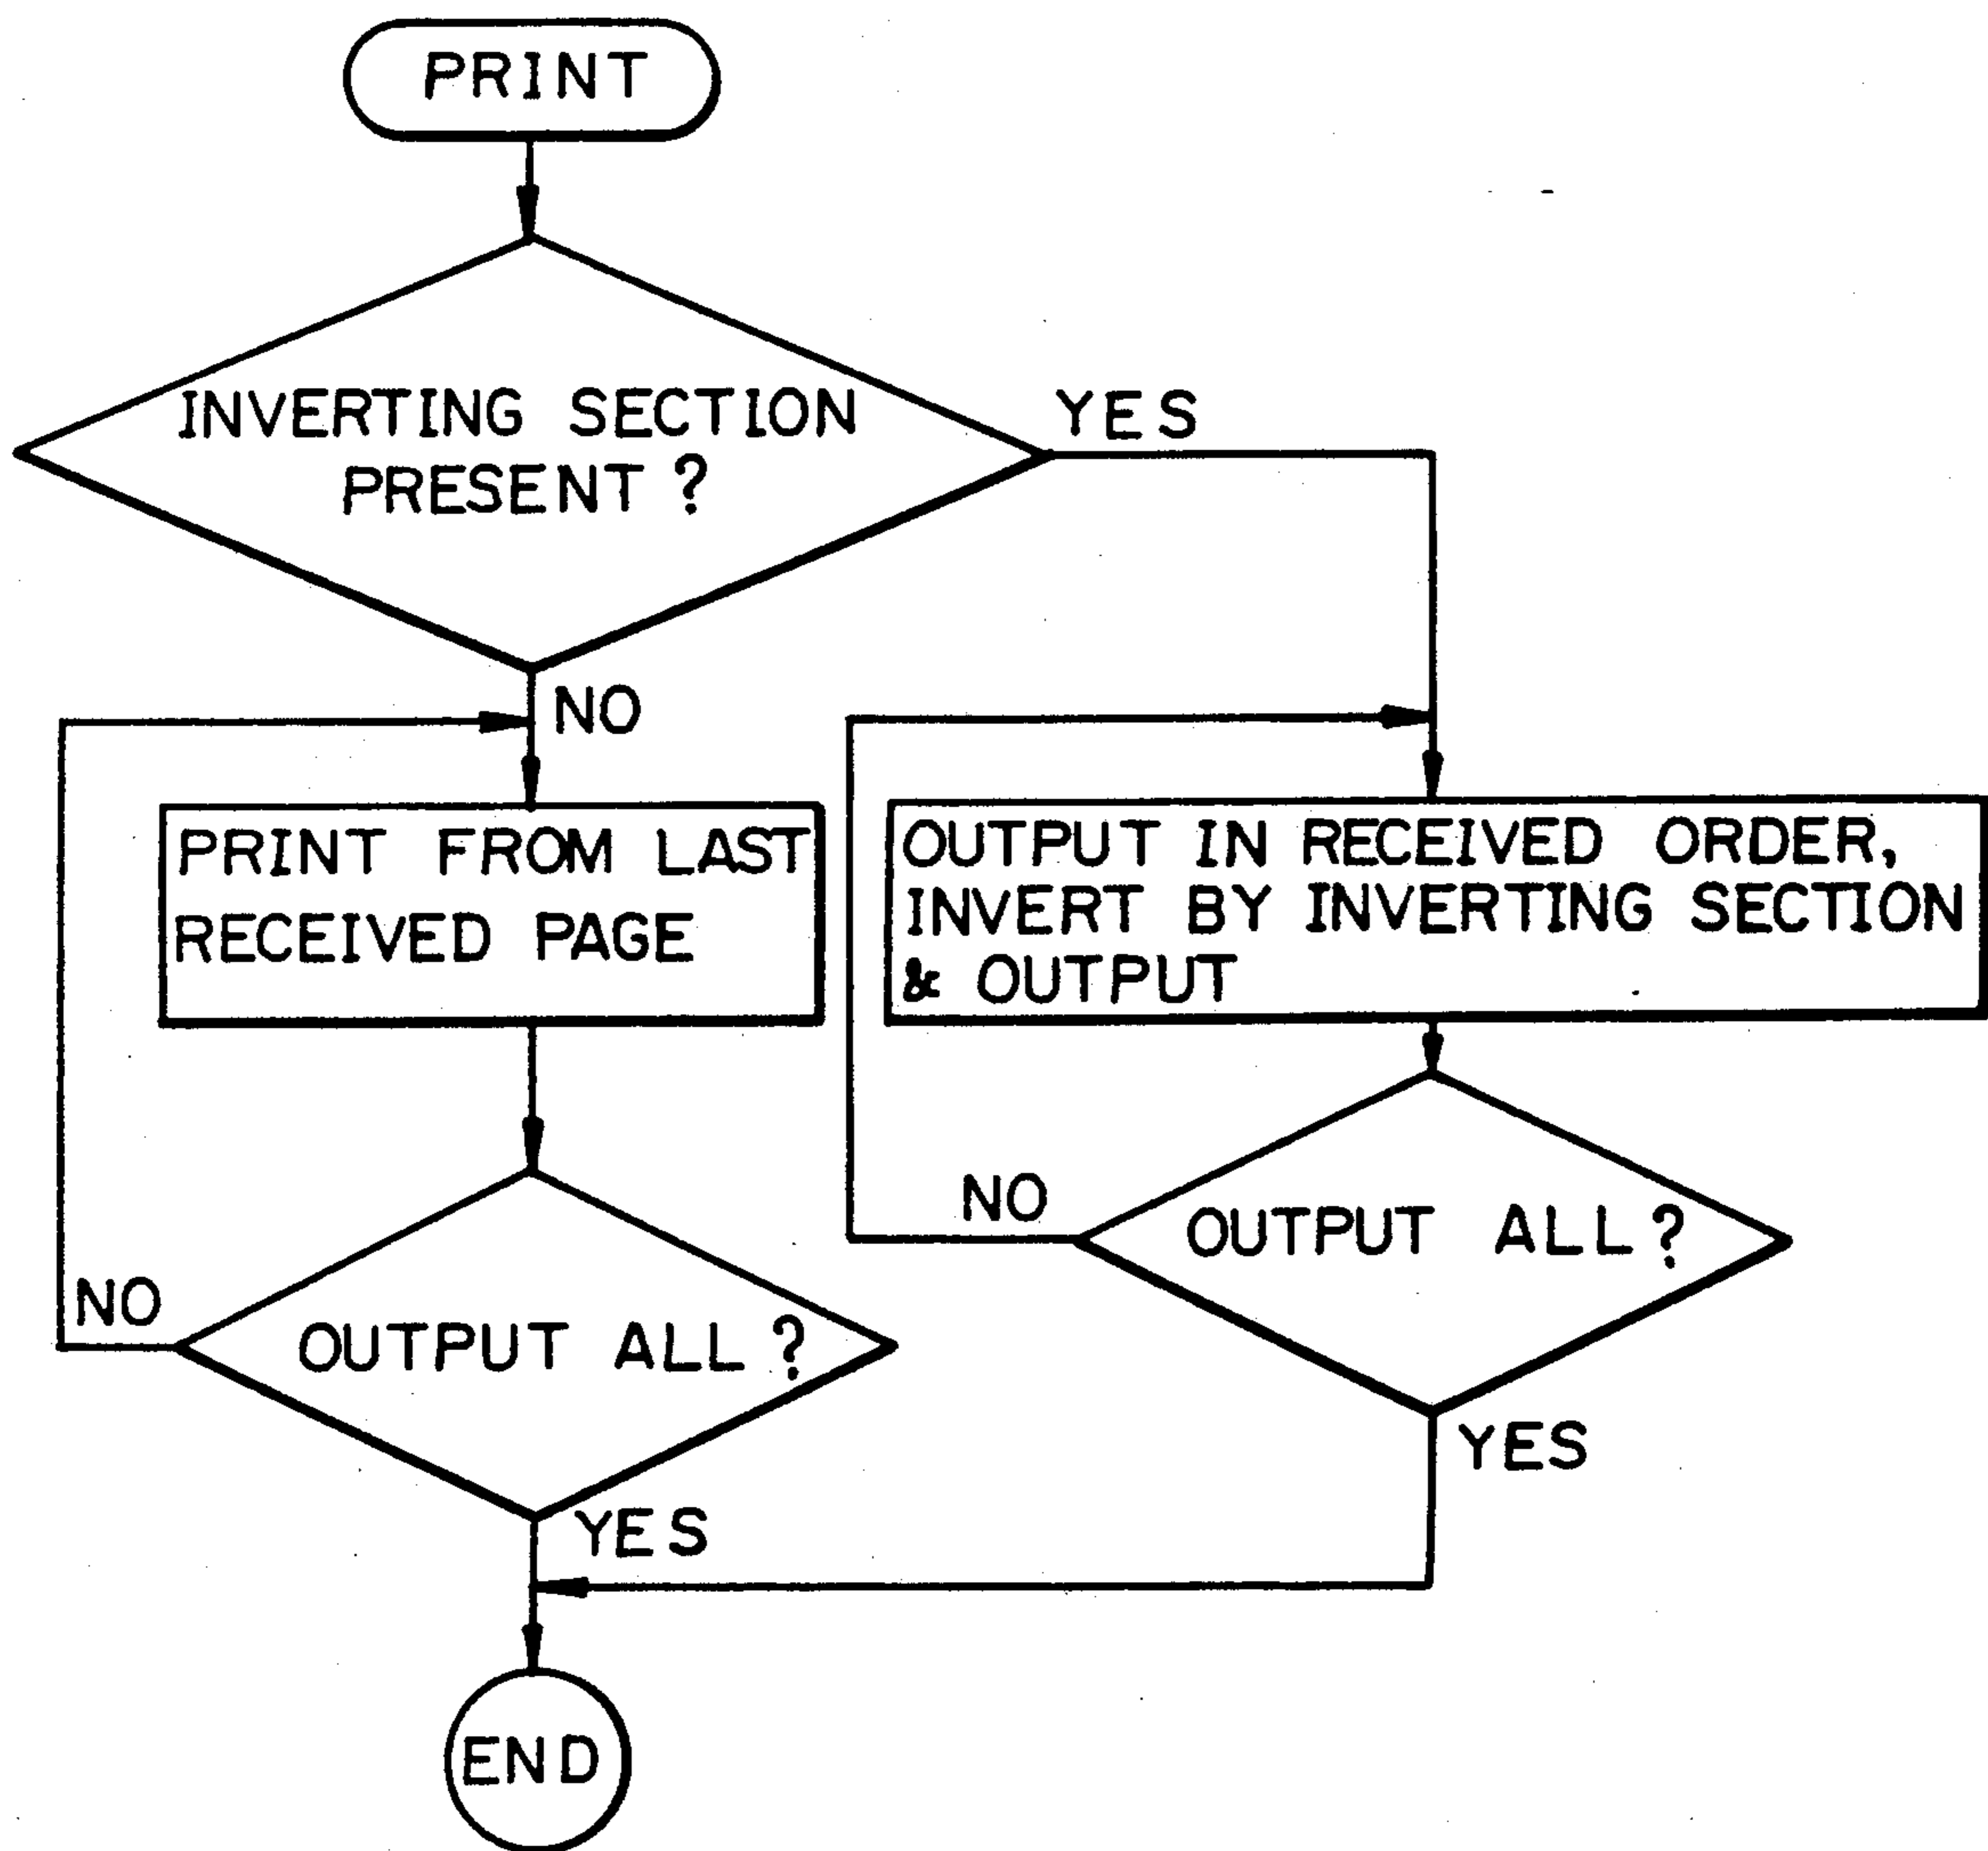 PRINT
INVERTING SECTION
PRESENT ?
YES
NO
PRINT FROM LAST
RECEIVED PAGE
OUTPUT IN RECEIVED ORDER,
INVERT BY INVERTING SECTION
& OUTPUT
NO
OUTPUT ALL ?
YES
NO
OUTPUT ALL ?
YES
END